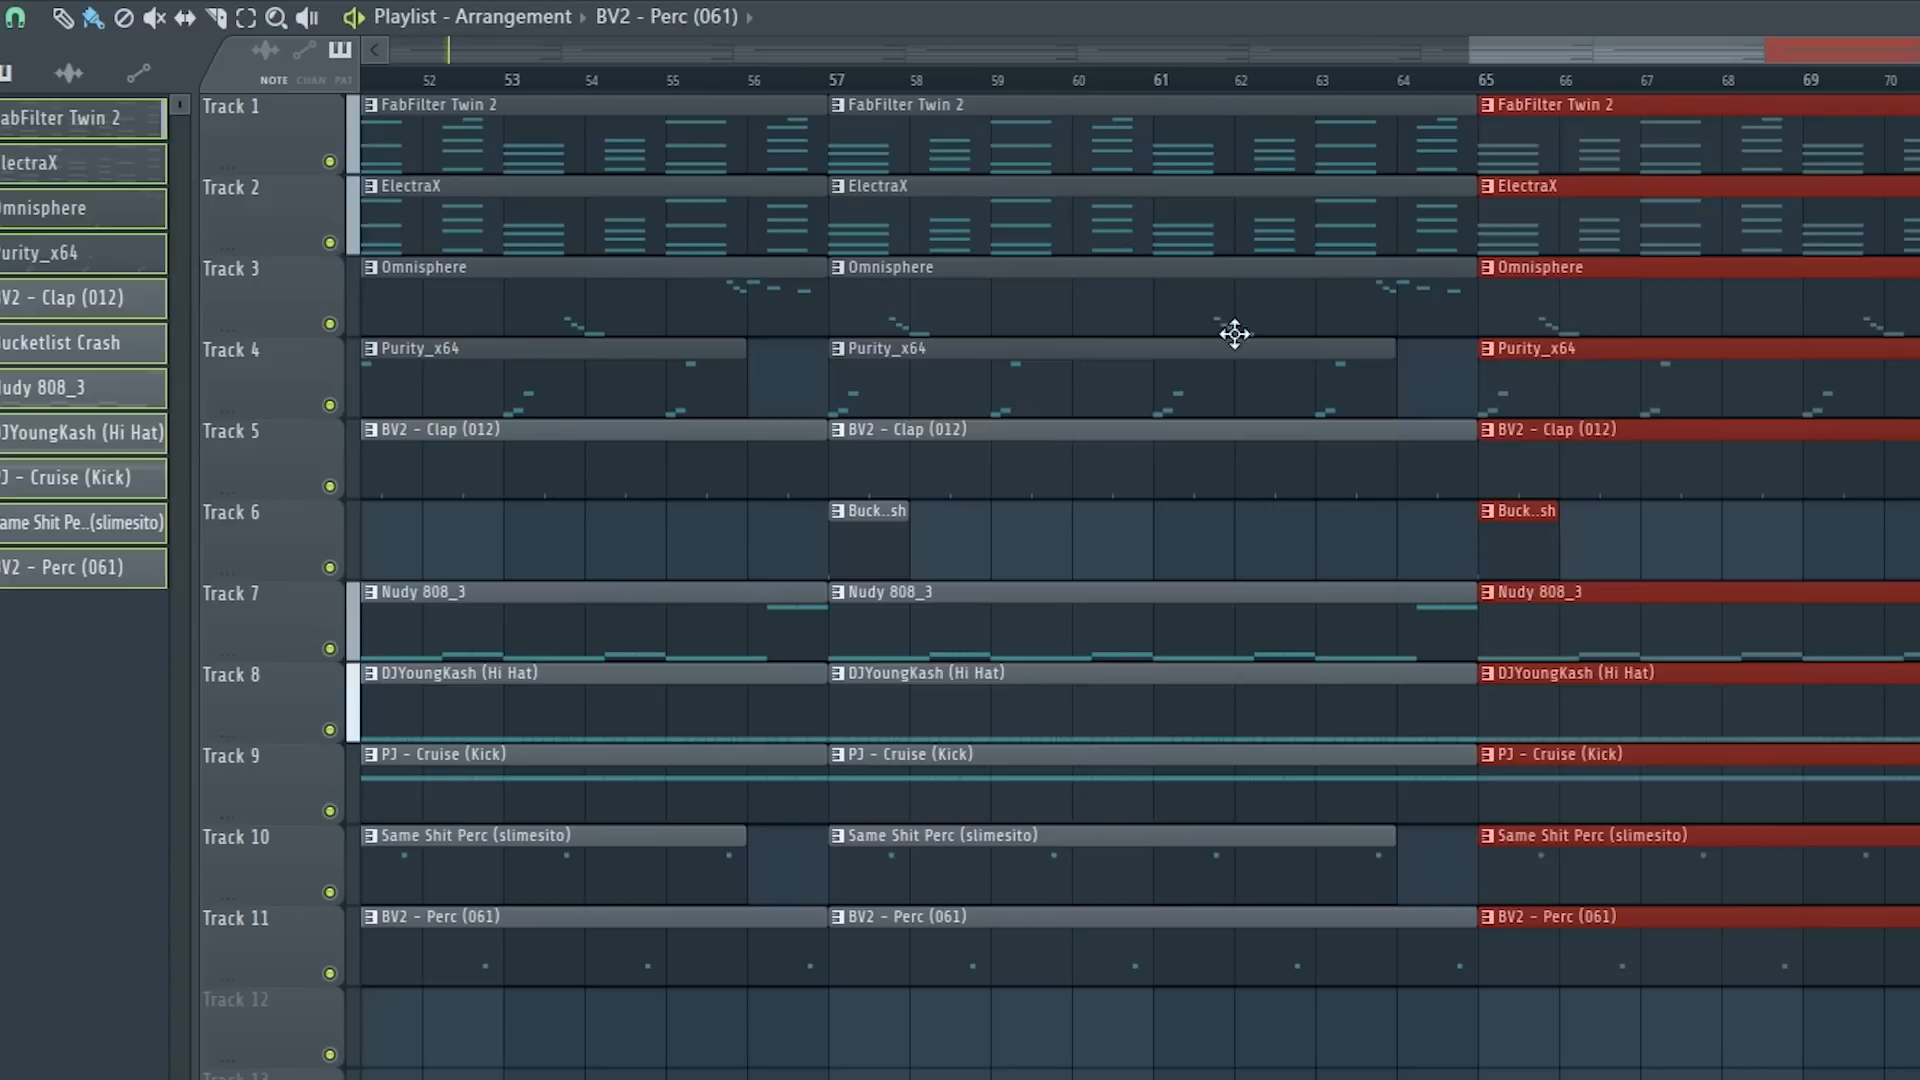 Playlist - Arrangement › BV2 - Perc (061) ›
NOTE CHAN PAT
52 53 54 55 56 57 58 59 60 61 62 63 64 65 66 67 68 69 70
abFilter Twin 2
lectraX
mnisphere
urity_x64
V2 - Clap (012)
ucketlist Crash
udy 808_3
JYoungKash (Hi Hat)
PJ - Cruise (Kick)
ame Shit Pe..(slimesito)
V2 - Perc (061)
Track 1 FabFilter Twin 2 FabFilter Twin 2 FabFilter Twin 2
Track 2 ElectraX ElectraX ElectraX
Track 3 Omnisphere Omnisphere Omnisphere
Track 4 Purity_x64 Purity_x64 Purity_x64
Track 5 BV2 - Clap (012) BV2 - Clap (012) BV2 - Clap (012)
Track 6 Buck..sh Buck..sh
Track 7 Nudy 808_3 Nudy 808_3 Nudy 808_3
Track 8 DJYoungKash (Hi Hat) DJYoungKash (Hi Hat) DJYoungKash (Hi Hat)
Track 9 PJ - Cruise (Kick) PJ - Cruise (Kick) PJ - Cruise (Kick)
Track 10 Same Shit Perc (slimesito) Same Shit Perc (slimesito) Same Shit Perc (slimesito)
Track 11 BV2 - Perc (061) BV2 - Perc (061) BV2 - Perc (061)
Track 12